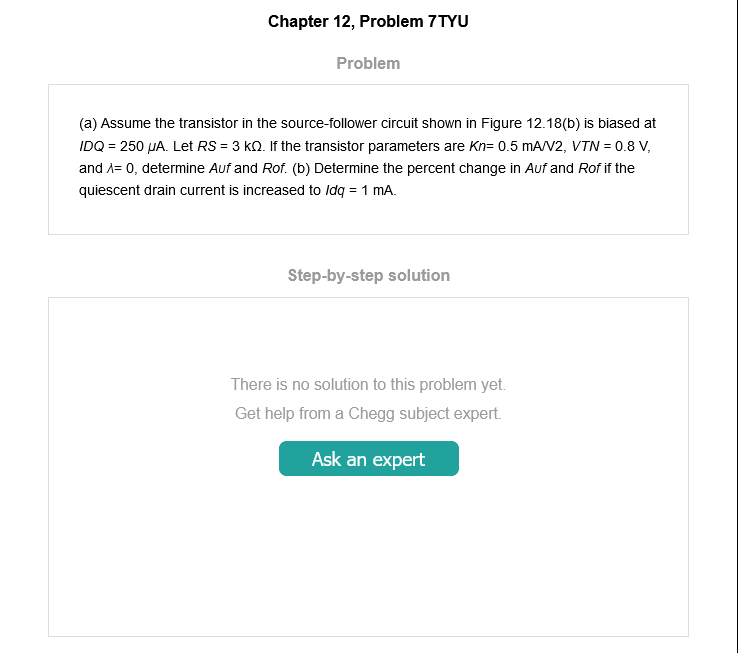 Chapter 12, Problem 7TYU
Problem
(a) Assume the transistor in the source-follower circuit shown in Figure 12.18(b) is biased at
IDQ = 250 μA. Let RS = 3 kΩ. If the transistor parameters are Kn= 0.5 mA/V2, VTN = 0.8 V,
and λ= 0, determine Aυf and Rof. (b) Determine the percent change in Aυf and Rof if the
quiescent drain current is increased to Idq = 1 mA.
Step-by-step solution
There is no solution to this problem yet.
Get help from a Chegg subject expert.
Ask an expert